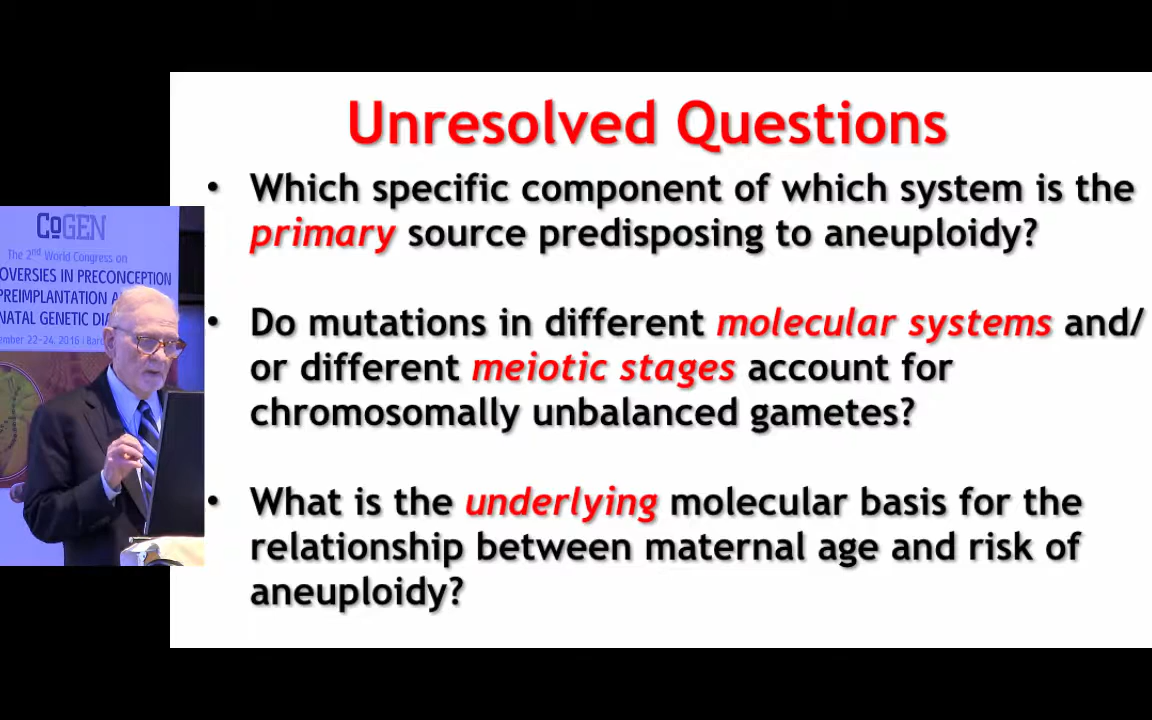 Unresolved Questions
• Which specific component of which system is the
primary source predisposing to aneuploidy?
• Do mutations in different molecular systems and/
or different meiotic stages account for
chromosomally unbalanced gametes?
• What is the underlying molecular basis for the
relationship between maternal age and risk of
aneuploidy?
CoGEN
The 2nd World Congress on
OVERSIES IN PRECONCEPTION
PREIMPLANTATION A
NATAL GENETIC DIA
ember 22-24, 2016 | Bar